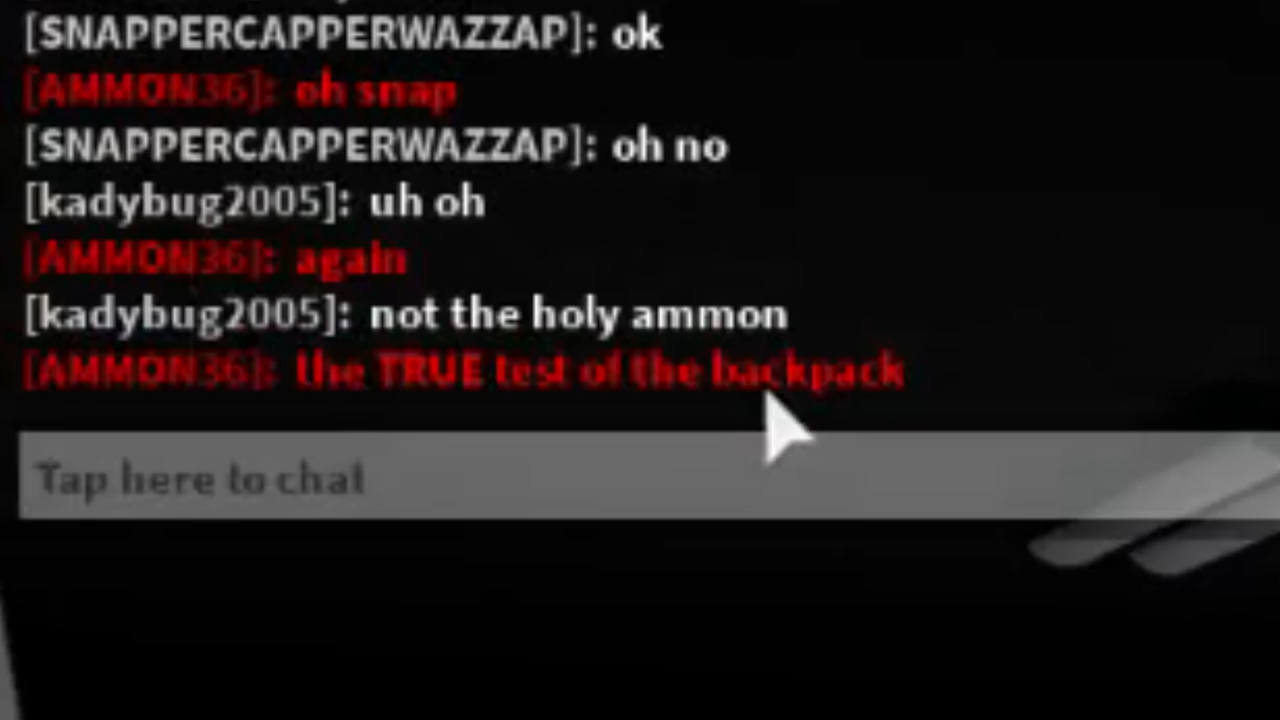 [SNAPPERCAPPERWAZZAP]: ok
[AMMON36]: oh snap
[SNAPPERCAPPERWAZZAP]: oh no
[kadybug2005]: uh oh
[AMMON36]: again
[kadybug2005]: not the holy ammon
[AMMON36]: the TRUE test of the backpack
Tap here to chat